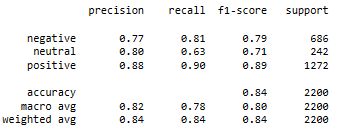 precision recall f1-score support
negative 0.77 0.81 0.79 686
neutral 0.80 0.63 0.71 242
positive 0.88 0.90 0.89 1272
accuracy 0.84 2200
macro avg 0.82 0.78 0.80 2200
weighted avg 0.84 0.84 0.84 2200